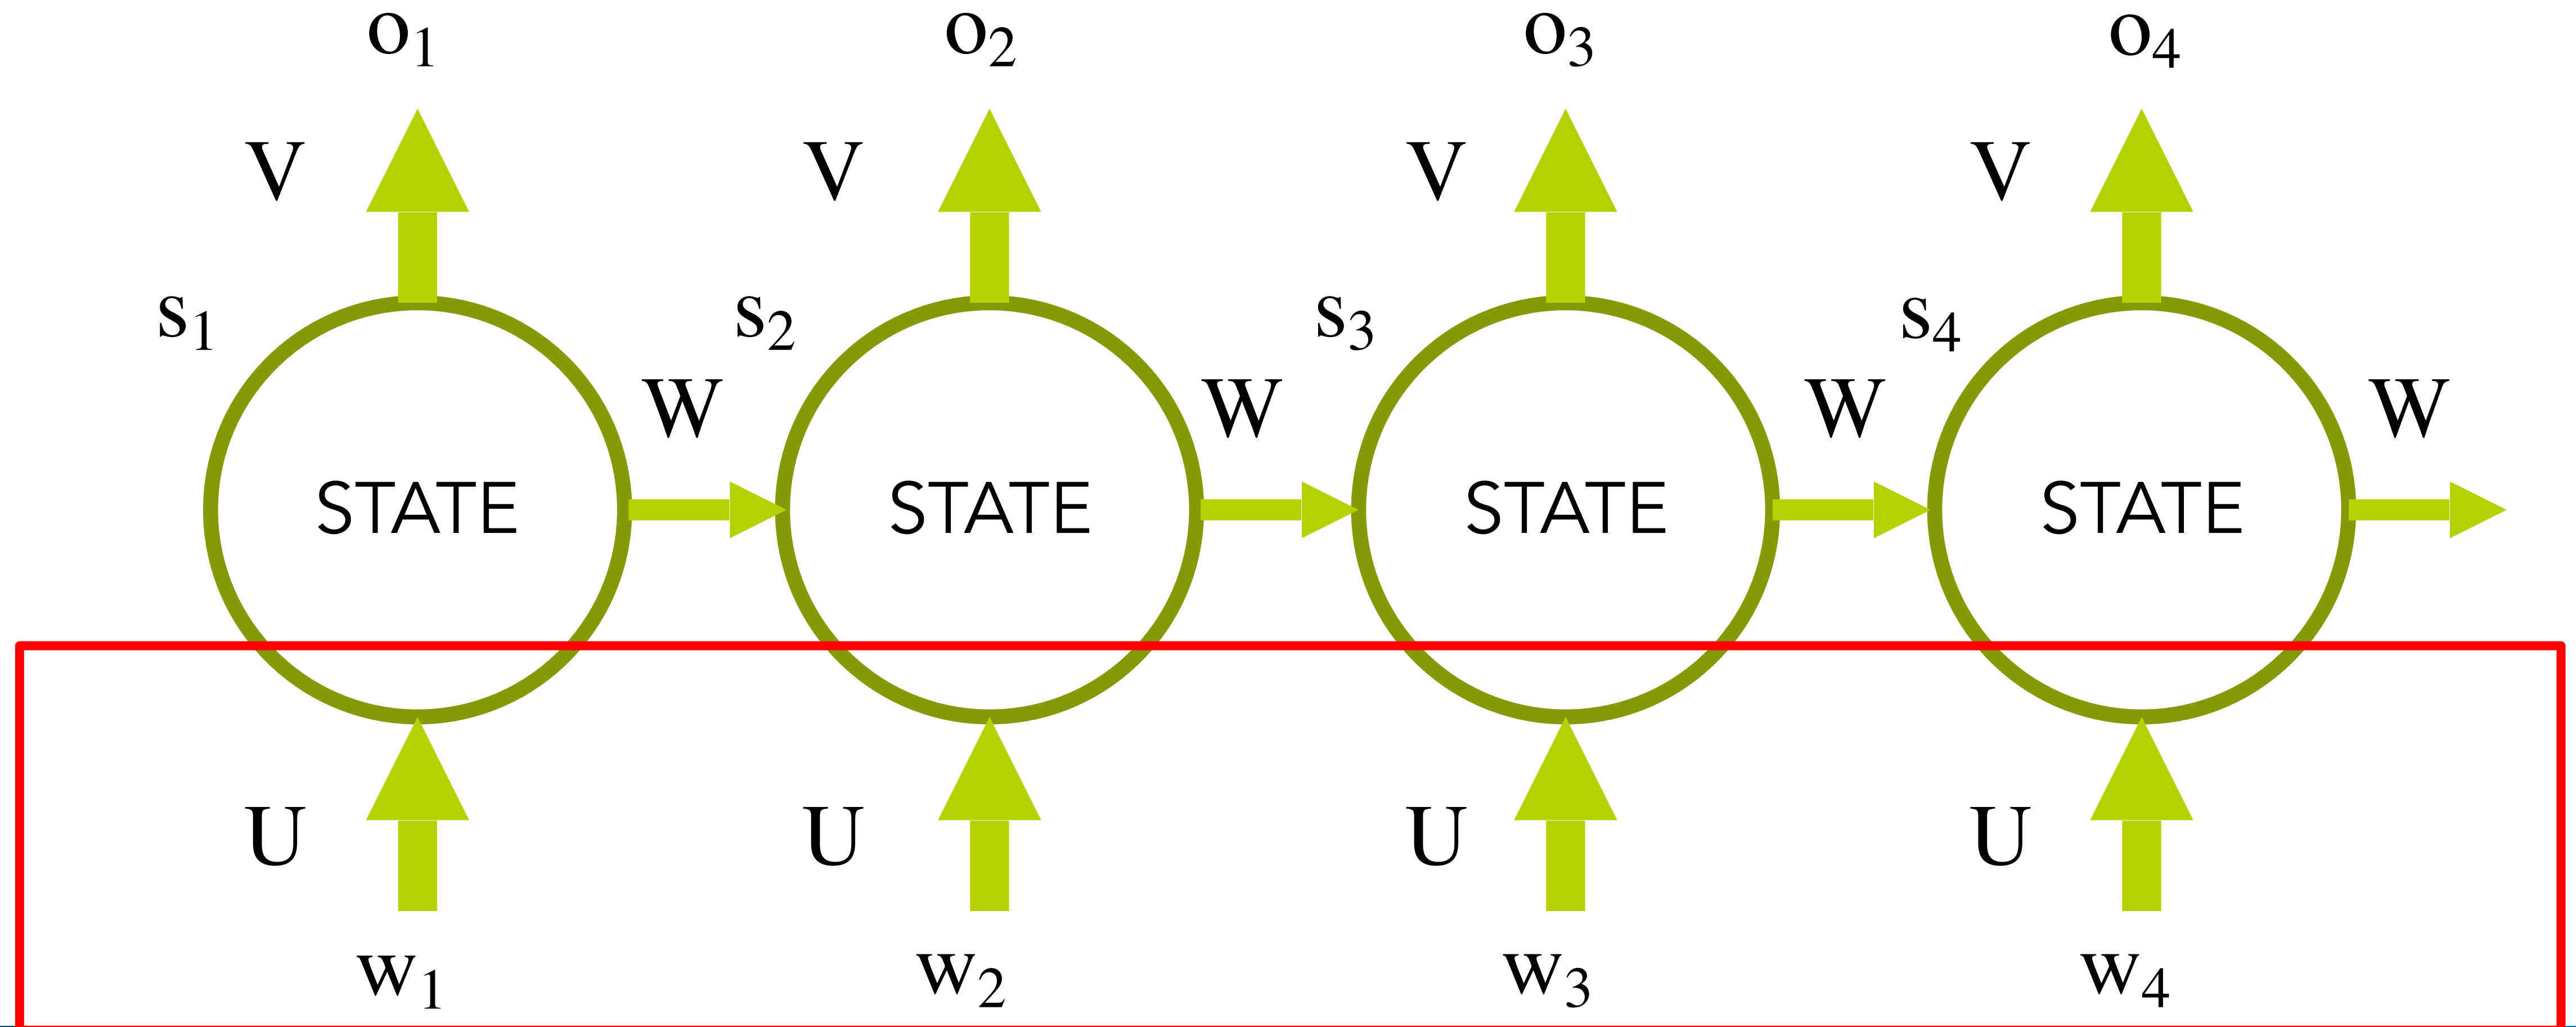 o₁ o₂ o₃ o₄
V V V V
s₁ s₂ s₃ s₄
W W W W
STATE STATE STATE STATE
U U U U
w₁ w₂ w₃ w₄